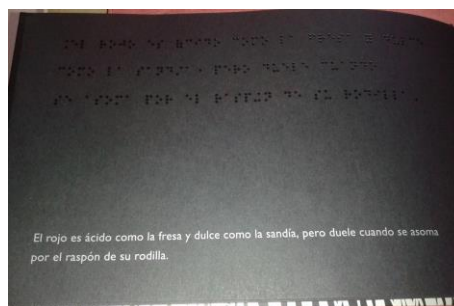 ⠨⠑⠇ ⠗⠕⠚⠕ ⠑⠎ ⠷⠉⠊⠙⠕ ⠉⠕⠍⠕ ⠇⠁ ⠋⠗⠑⠎⠁ ⠽ ⠙⠥⠇⠉⠑
⠉⠕⠍⠕ ⠇⠁ ⠎⠁⠝⠙⠌⠁⠂ ⠏⠑⠗⠕ ⠙⠥⠑⠇⠑ ⠉⠥⠁⠝⠙⠕
⠎⠑ ⠁⠎⠕⠍⠁ ⠏⠕⠗ ⠑⠇ ⠗⠁⠎⠏⠬⠝ ⠙⠑ ⠎⠥ ⠗⠕⠙⠊⠇⠇⠁⠄
El rojo es ácido como la fresa y dulce como la sandía, pero duele cuando se asoma
por el raspón de su rodilla.